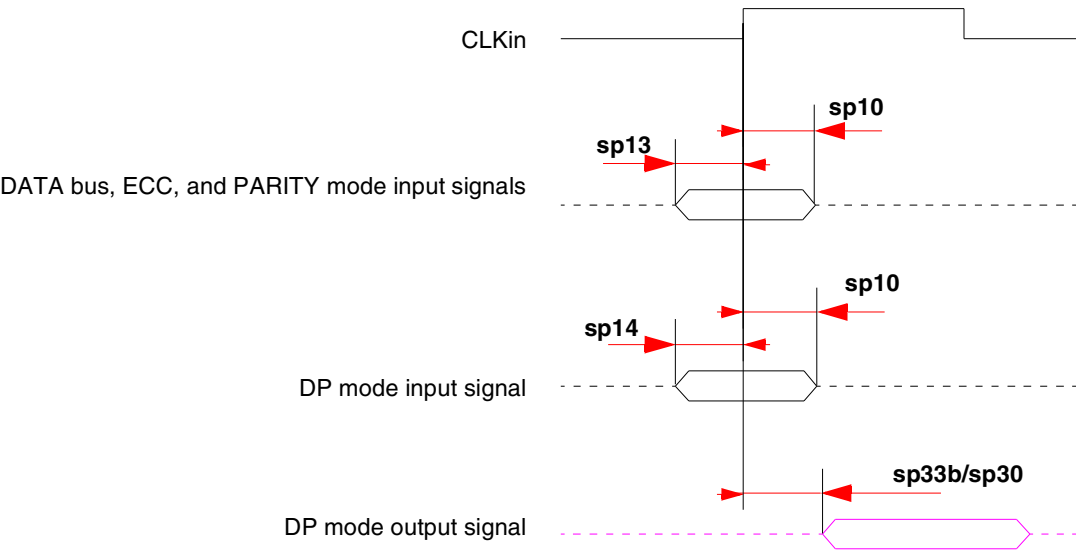 CLKin
sp10
sp13
DATA bus, ECC, and PARITY mode input signals
sp10
sp14
DP mode input signal
sp33b/sp30
DP mode output signal